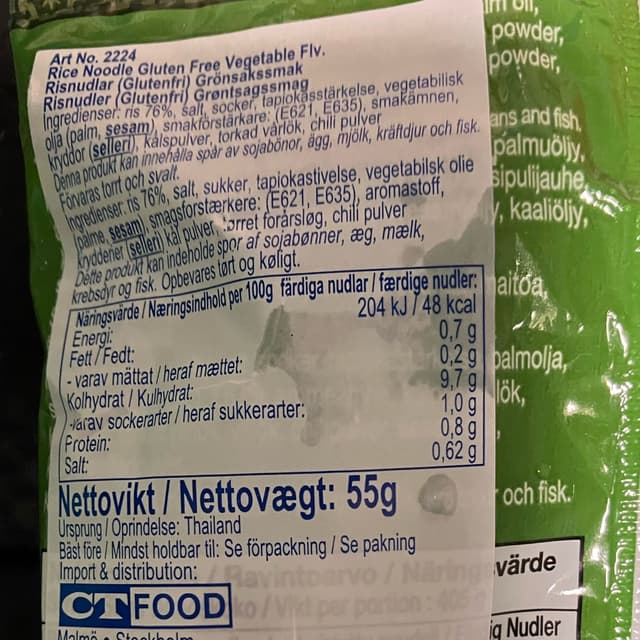 Art No. 2224
Rice Noodle Gluten Free Vegetable Flv.
Risnudlar (Glutenfri) Grönsakssmak
Risnudler (Glutenfri) Grøntsagssmag
Ingredienser: ris 76%, salt, socker, tapiokastärkelse, vegetabilisk
olja (palm, sesam), smakförstärkare: (E621, E635), smakämnen,
kryddor (selleri), kålspulver, torkad vårlök, chili pulver
Denna produkt kan innehålla spår av sojabönor, ägg, mjölk, kräftdjur och fisk.
Förvaras torrt och svalt.
Ingredienser: ris 76%, salt, sukker, tapiokastivelse, vegetabilsk olie
(palme, sesam), smagsforstærkere: (E621, E635), aromastoff,
krydderier (selleri) kål pulver, tørret forårsløg, chili pulver
Dette produkt kan indeholde spor af sojabønner, æg, mælk,
krebsdyr og fisk. Opbevares tørt og køligt.
Näringsvärde / Næringsindhold per 100g färdiga nudlar / færdige nudler:
Energi: 204 kJ / 48 kcal
Fett / Fedt: 0,7 g
- varav mättat / heraf mættet: 0,2 g
Kolhydrat / Kulhydrat: 9,7 g
-varav sockerarter / heraf sukkerarter: 1,0 g
Protein: 0,8 g
Salt: 0,62 g
Nettovikt / Nettovægt: 55g
Ursprung / Oprindelse: Thailand
Bäst före / Mindst holdbar til: Se förpackning / Se pakning
Import & distribution:
CT FOOD
Malmö • Stockholm
oil,
powder,
powder,
ans and fish.
palmuöljy,
sipulijauhe,
, kaaliöljy,
maitoa,
palmolja,
lök,
och fisk.
värde
Nudler